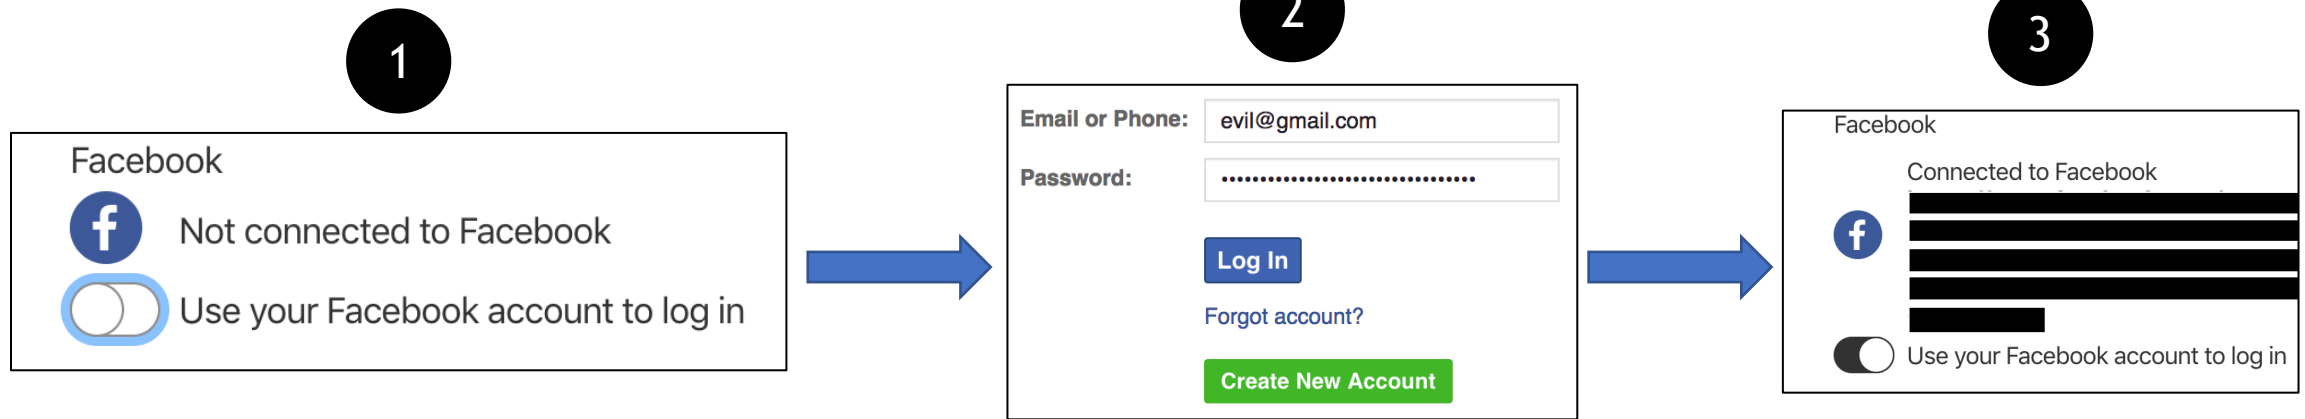 1
Facebook
Not connected to Facebook
Use your Facebook account to log in
2
Email or Phone: evil@gmail.com
Password: •••••••••••••••••••••••••••••••••
Log In
Forgot account?
Create New Account
3
Facebook
Connected to Facebook
Use your Facebook account to log in